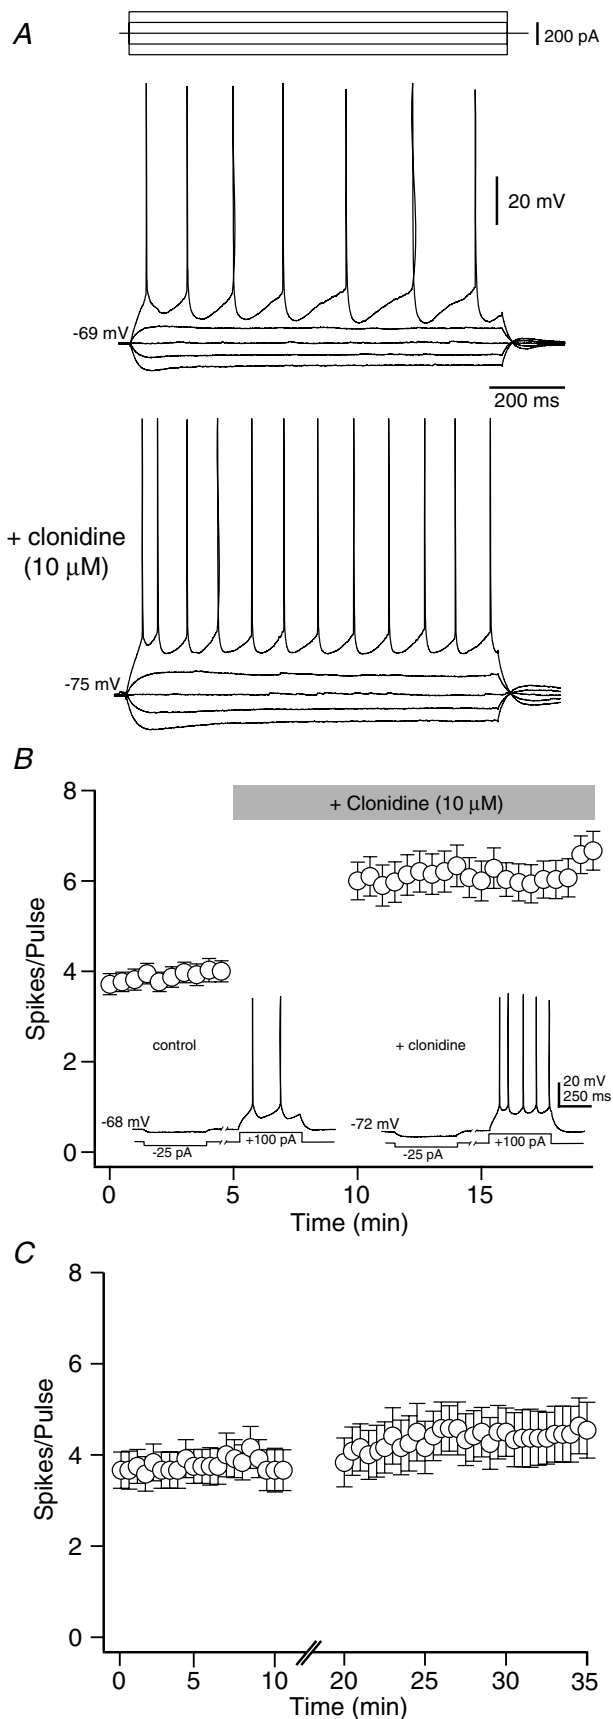 A
200 pA
20 mV
-69 mV
200 ms
+ clonidine
(10 μM)
-75 mV
B
+ Clonidine (10 μM)
8
6
4
2
0
Spikes/Pulse
control
+ clonidine
20 mV
250 ms
-68 mV
-25 pA
+100 pA
-72 mV
-25 pA
+100 pA
0 5 10 15
Time (min)
C
8
6
4
2
0
Spikes/Pulse
0 5 10 20 25 30 35
Time (min)